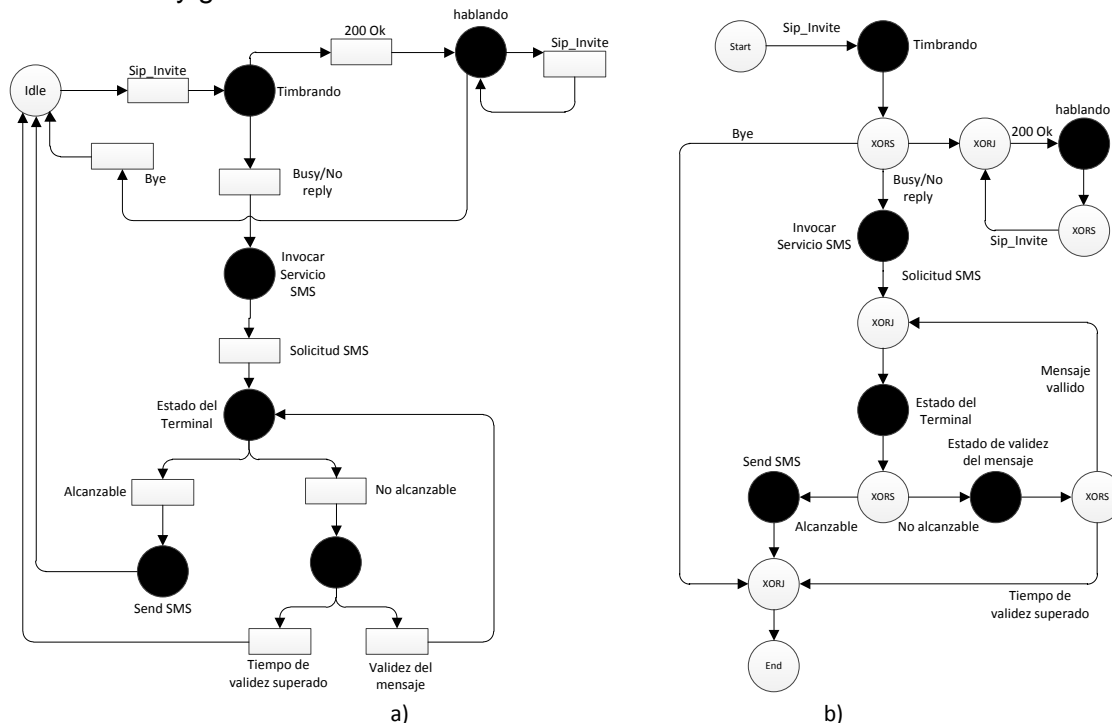 200 Ok
hablando
Sip_Invite
Sip_Invite
Idle
Timbrando
Bye
Busy/No
reply
Invocar
Servicio
SMS
Solicitud SMS
Estado del
Terminal
Alcanzable
No alcanzable
Send SMS
Tiempo de
validez superado
Validez del
mensaje
a)
Start
Sip_Invite
Timbrando
hablando
Bye
XORS
XORJ
200 Ok
Busy/No
reply
Invocar
Servicio SMS
Sip_Invite
XORS
Solicitud SMS
XORJ
Mensaje
vallido
Estado del
Terminal
Send SMS
Estado de validez
del mensaje
XORS
XORS
Alcanzable
No alcanzable
XORJ
Tiempo de
validez superado
End
b)